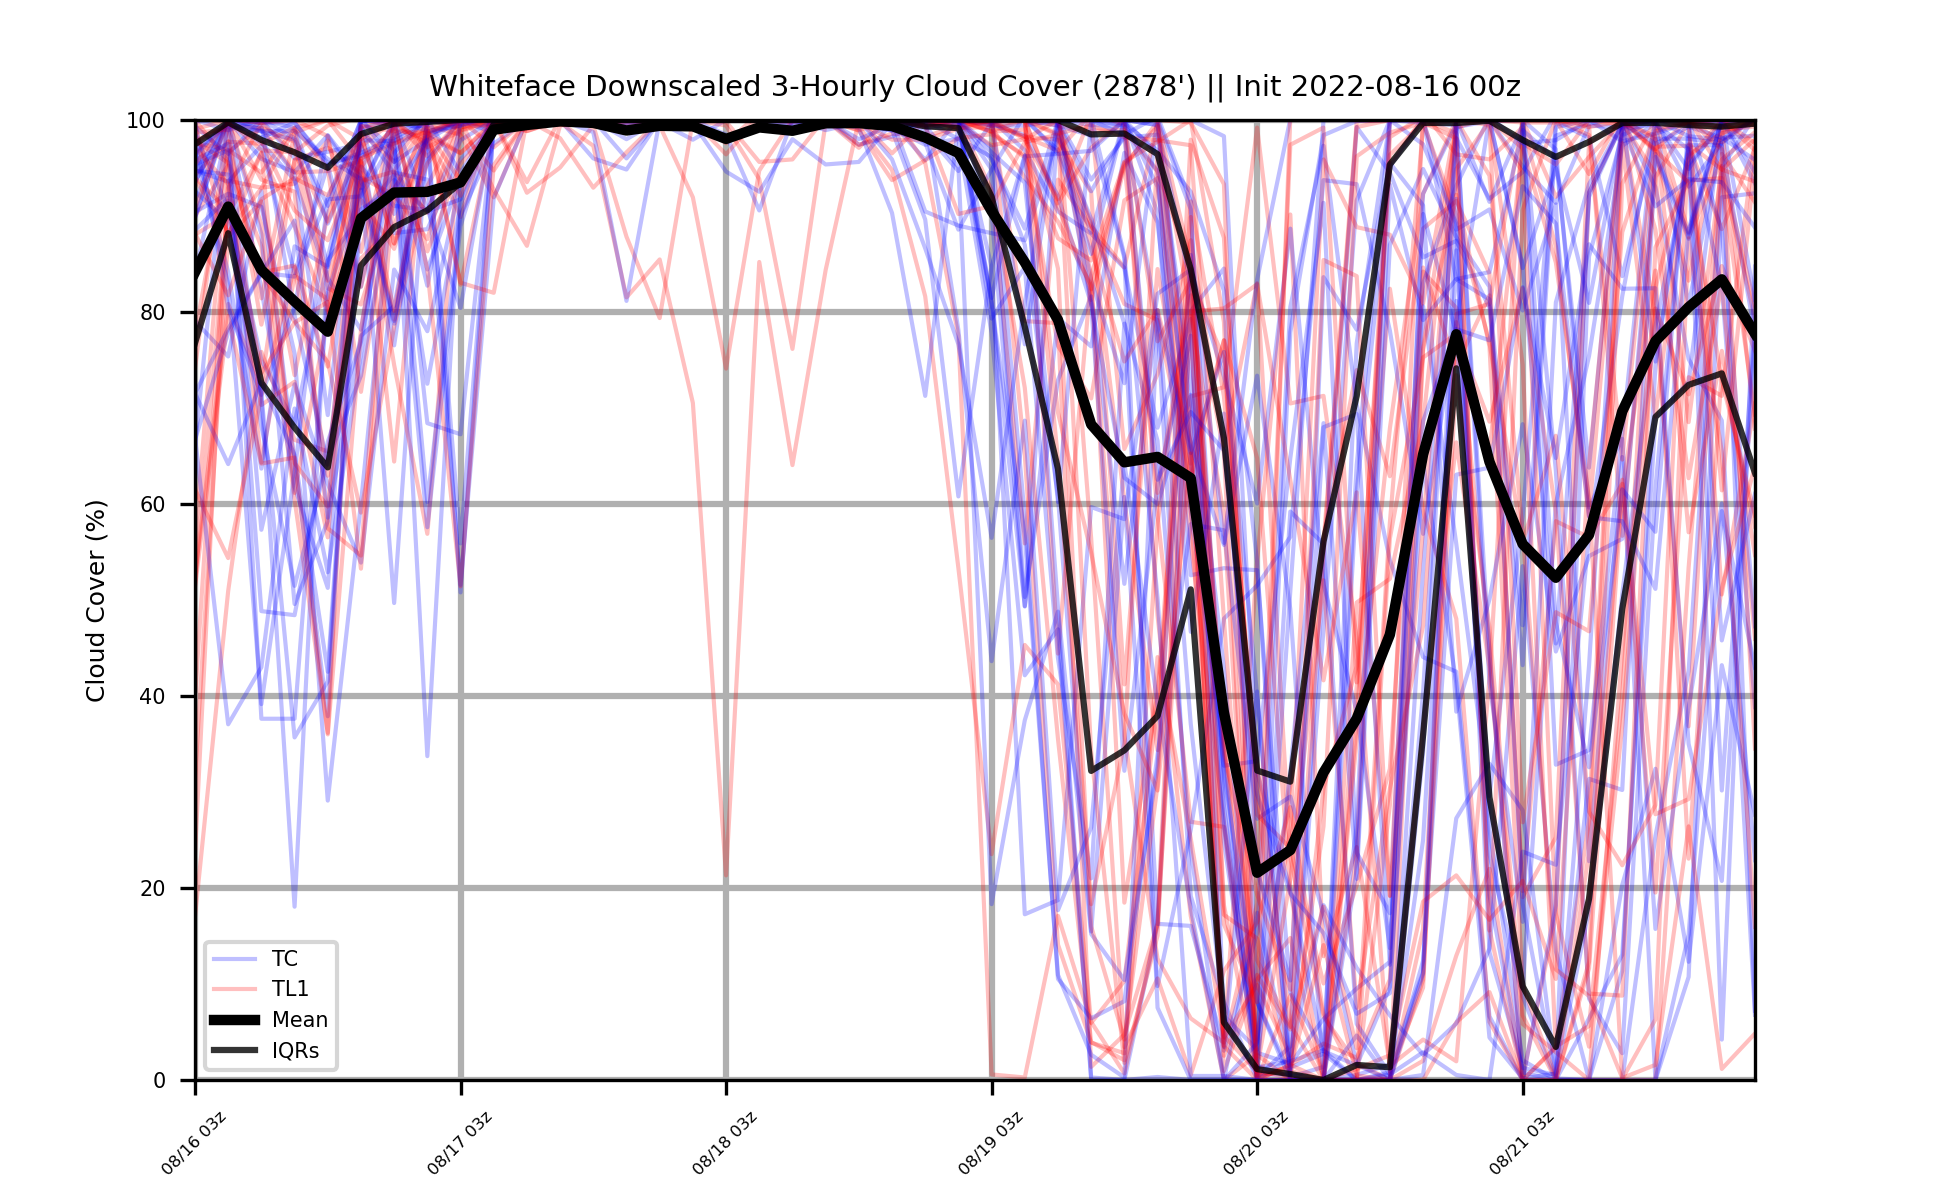 Whiteface Downscaled 3-Hourly Cloud Cover (2878') || Init 2022-08-16 00z
Cloud Cover (%)
100
80
60
40
20
0
TC
TL1
Mean
IQRs
08/16 03z
08/17 03z
08/18 03z
08/19 03z
08/20 03z
08/21 03z